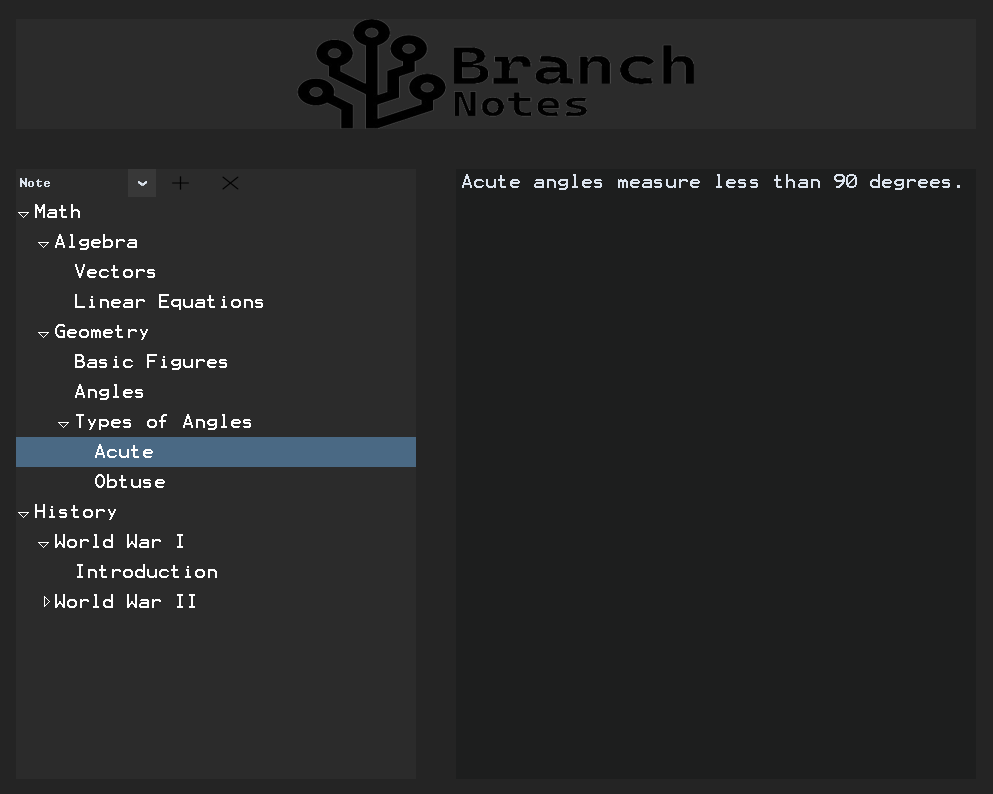 Branch
Notes
Note
Math
Algebra
Vectors
Linear Equations
Geometry
Basic Figures
Angles
Types of Angles
Acute
Obtuse
History
World War I
Introduction
World War II
Acute angles measure less than 90 degrees.